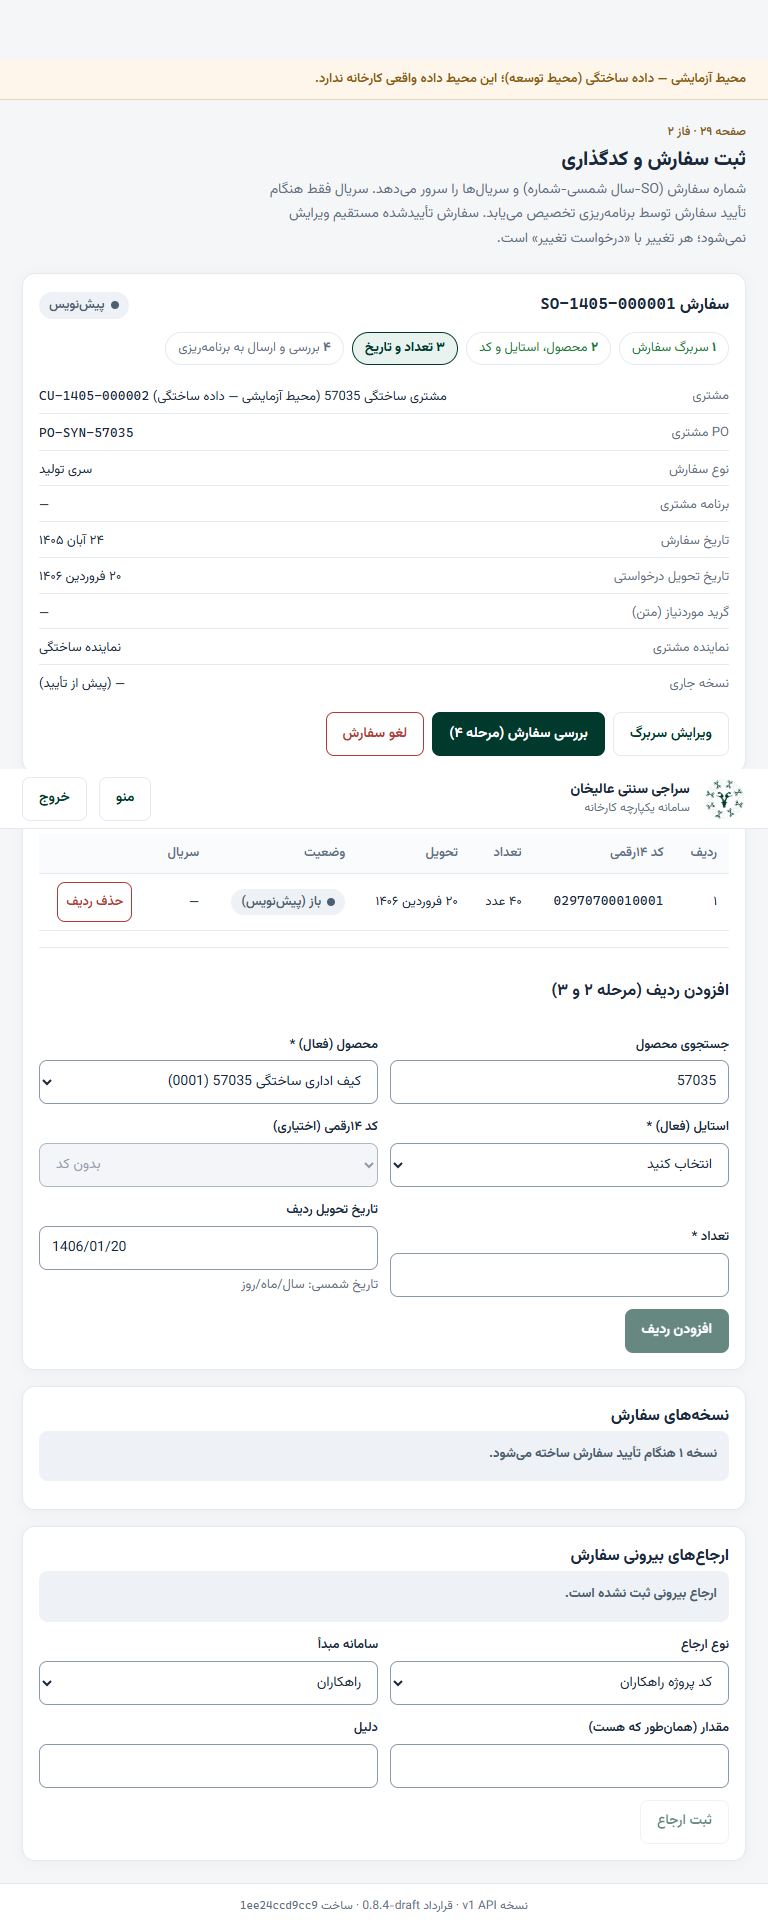 محیط آزمایشی — داده ساختگی (محیط توسعه)؛ این محیط داده واقعی کارخانه ندارد.
صفحه ۲۹ · فاز ۲
ثبت سفارش و کدگذاری
شماره سفارش (SO-سال شمسی-شماره) و سریال‌ها را سرور می‌دهد. سریال فقط هنگام
تأیید سفارش توسط برنامه‌ریزی تخصیص می‌یابد. سفارش تأییدشده مستقیم ویرایش
نمی‌شود؛ هر تغییر با «درخواست تغییر» است.
سفارش SO-1405-000001
پیش‌نویس
۱ سربرگ سفارش
۲ محصول، استایل و کد
۳ تعداد و تاریخ
۴ بررسی و ارسال به برنامه‌ریزی
مشتری
مشتری ساختگی 57035 (محیط آزمایشی — داده ساختگی) CU-1405-000002
PO مشتری
PO-SYN-57035
نوع سفارش
سری تولید
برنامه مشتری
—
تاریخ سفارش
۲۴ آبان ۱۴۰۵
تاریخ تحویل درخواستی
۲۰ فروردین ۱۴۰۶
گرید موردنیاز (متن)
—
نماینده مشتری
نماینده ساختگی
نسخه جاری
— (پیش از تأیید)
ویرایش سربرگ
بررسی سفارش (مرحله ۴)
لغو سفارش
سراجی سنتی عالیخان
سامانه یکپارچه کارخانه
منو
خروج
ردیف کد ۱۴رقمی تعداد تحویل وضعیت سریال
۱ 02970700010001 ۴۰ عدد ۲۰ فروردین ۱۴۰۶ باز (پیش‌نویس) — حذف ردیف
افزودن ردیف (مرحله ۲ و ۳)
جستجوی محصول
57035
محصول (فعال) *
کیف اداری ساختگی 57035 (0001)
استایل (فعال) *
انتخاب کنید
کد ۱۴رقمی (اختیاری)
بدون کد
تعداد *
تاریخ تحویل ردیف
1406/01/20
تاریخ شمسی: سال/ماه/روز
افزودن ردیف
نسخه‌های سفارش
نسخه ۱ هنگام تأیید سفارش ساخته می‌شود.
ارجاع‌های بیرونی سفارش
ارجاع بیرونی ثبت نشده است.
نوع ارجاع
کد پروژه راهکاران
سامانه مبدأ
راهکاران
مقدار (همان‌طور که هست)
دلیل
ثبت ارجاع
نسخه v1 API · قرارداد 0.8.4-draft · ساخت 1ee24ccd9cc9